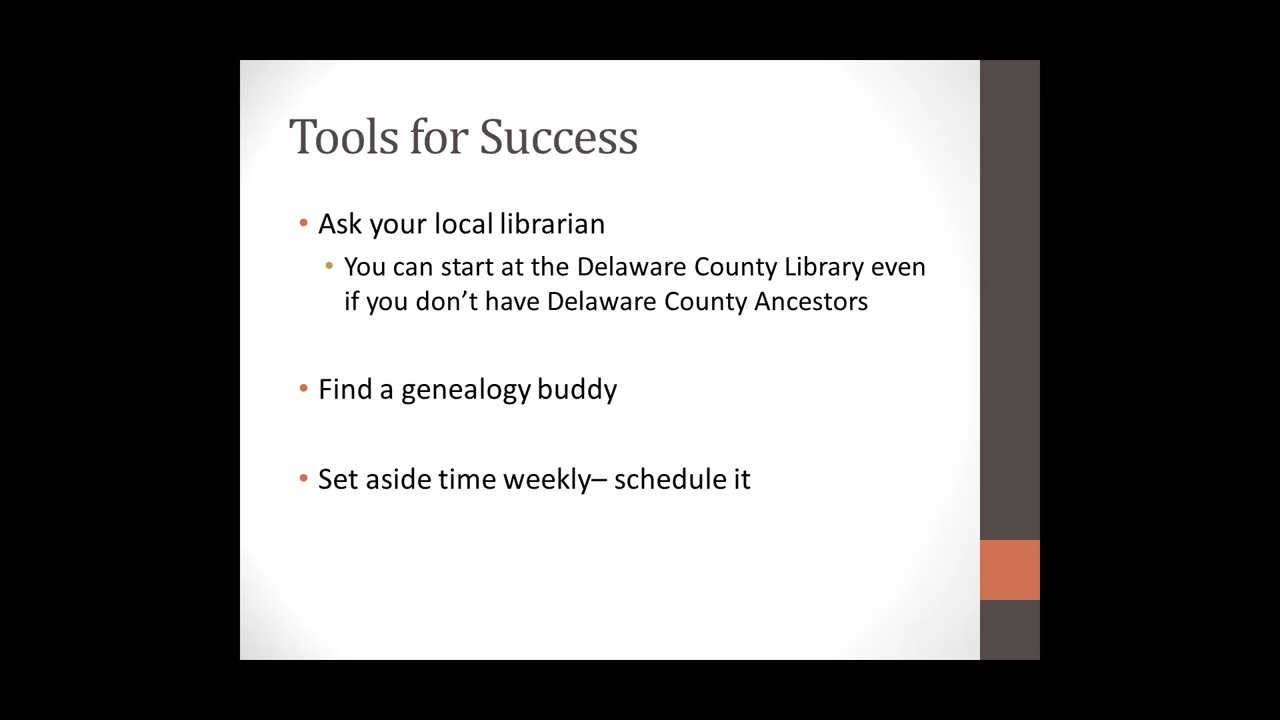 Tools for Success
• Ask your local librarian
• You can start at the Delaware County Library even
if you don’t have Delaware County Ancestors
• Find a genealogy buddy
• Set aside time weekly– schedule it